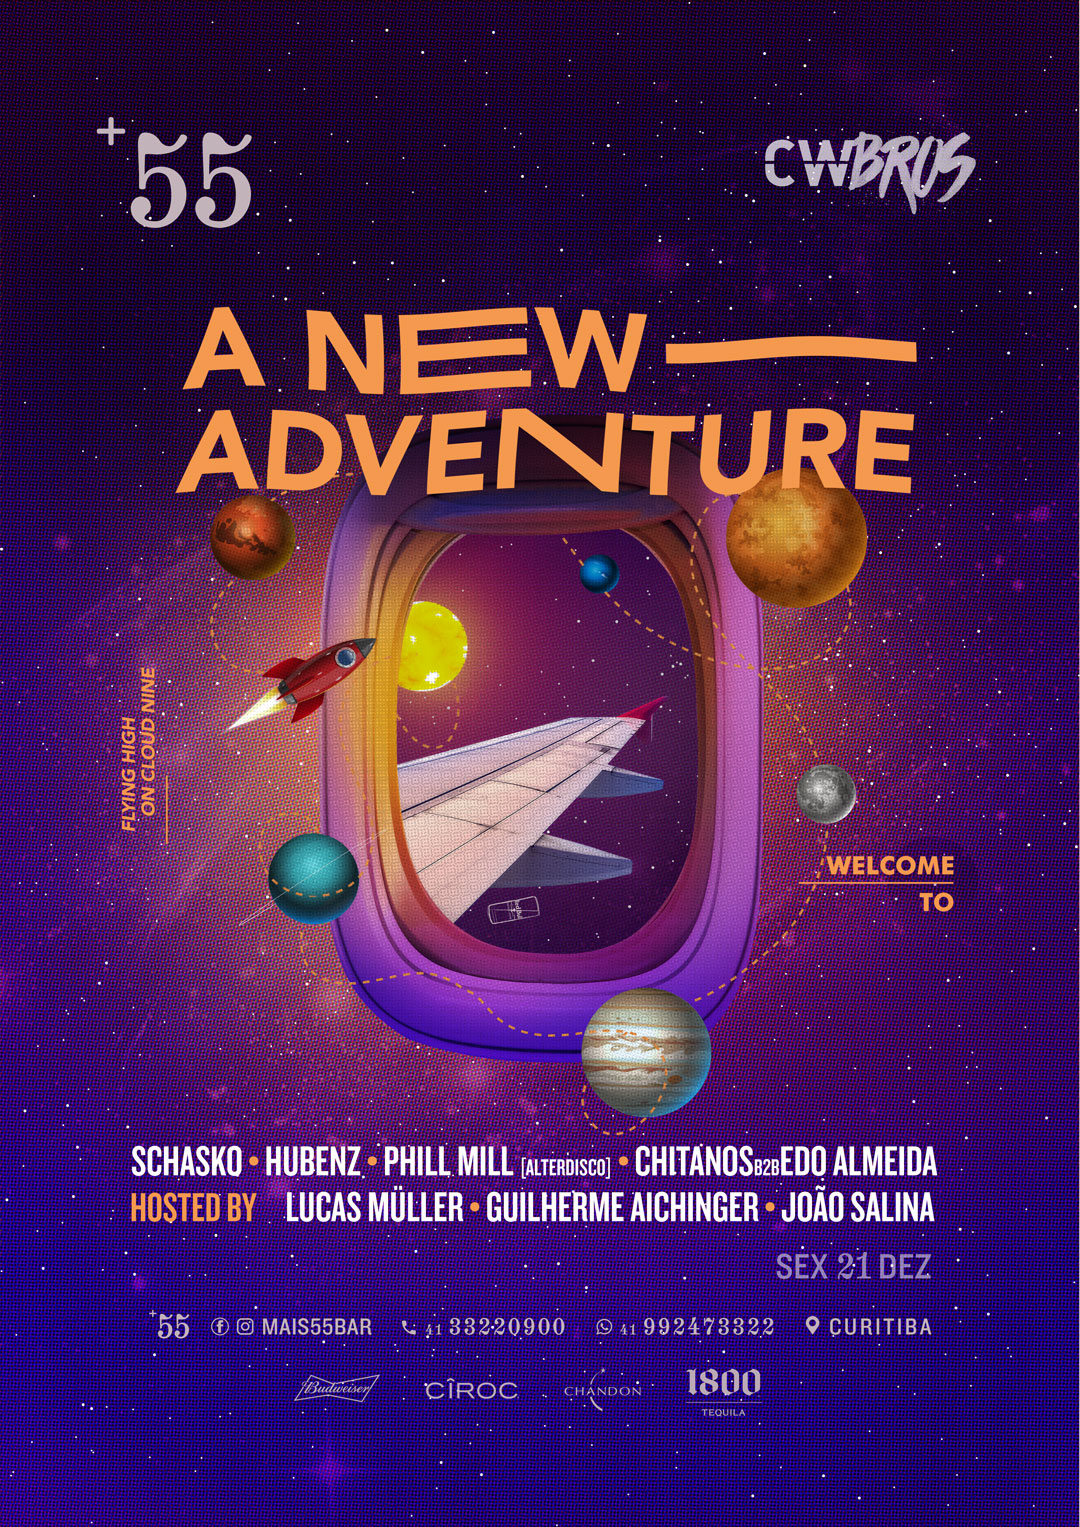 +55
CWBROS
A NEW
ADVENTURE
FLYING HIGH
ON CLOUD NINE
WELCOME
TO
SCHASKO • HUBENZ • PHILL MILL [ALTERDISCO] • CHITANOS B2B EDO ALMEIDA
HOSTED BY LUCAS MÜLLER • GUILHERME AICHINGER • JOÃO SALINA
SEX 21 DEZ
+55 MAIS55BAR 41 33220900 41 992473322 CURITIBA
Budweiser CÎROC CHANDON 1800
TEQUILA